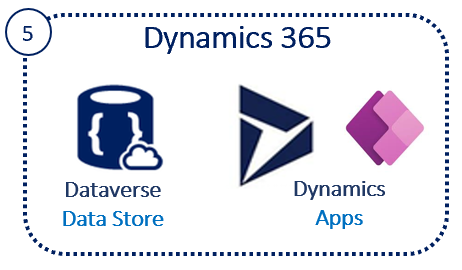 5
Dynamics 365
{ }
Dataverse
Data Store
Dynamics
Apps